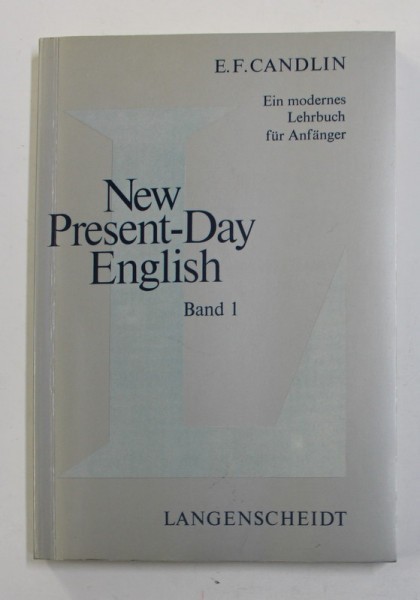 E.F. CANDLIN
Ein modernes
Lehrbuch
für Anfänger
New
Present-Day
English
Band 1
LANGENSCHEIDT